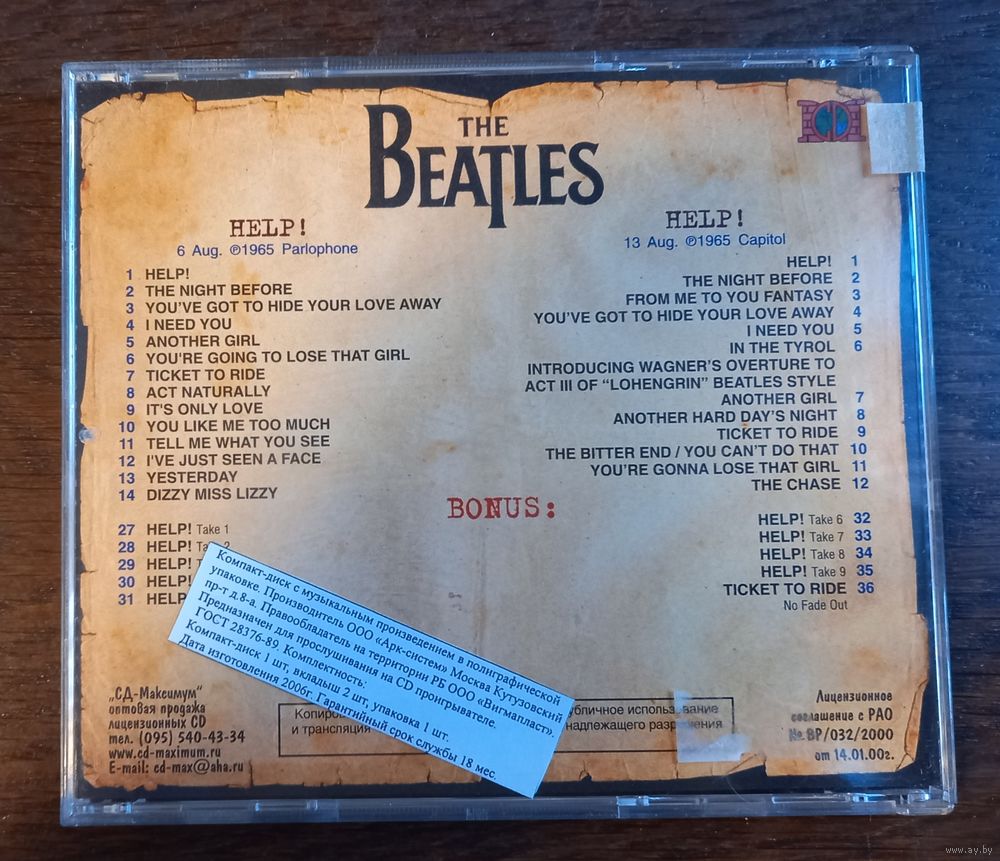 THE
BEATLES
CD
HELP!
6 Aug. ℗1965 Parlophone
1 HELP!
2 THE NIGHT BEFORE
3 YOU'VE GOT TO HIDE YOUR LOVE AWAY
4 I NEED YOU
5 ANOTHER GIRL
6 YOU'RE GOING TO LOSE THAT GIRL
7 TICKET TO RIDE
8 ACT NATURALLY
9 IT'S ONLY LOVE
10 YOU LIKE ME TOO MUCH
11 TELL ME WHAT YOU SEE
12 I'VE JUST SEEN A FACE
13 YESTERDAY
14 DIZZY MISS LIZZY
HELP!
13 Aug. ℗1965 Capitol
HELP! 1
THE NIGHT BEFORE 2
FROM ME TO YOU FANTASY 3
YOU'VE GOT TO HIDE YOUR LOVE AWAY 4
I NEED YOU 5
IN THE TYROL 6
INTRODUCING WAGNER'S OVERTURE TO
ACT III OF "LOHENGRIN" BEATLES STYLE
ANOTHER GIRL 7
ANOTHER HARD DAY'S NIGHT 8
TICKET TO RIDE 9
THE BITTER END / YOU CAN'T DO THAT 10
YOU'RE GONNA LOSE THAT GIRL 11
THE CHASE 12
BONUS:
27 HELP! Take 1
28 HELP! Ta 2
29 HELP! T
30 HELP!
31 HELP
HELP! Take 6 32
HELP! Take 7 33
HELP! Take 8 34
HELP! Take 9 35
TICKET TO RIDE 36
No Fade Out
Компакт-диск с музыкальным произведением в полиграфической
упаковке. Производитель ООО «Арк-систем» Москва Кутузовский
пр-т д.8-а. Правообладатель на территории РБ ООО «Вигмапласт».
Предназначен для прослушивания на CD проигрывателе.
ГОСТ 28376-89. Комплектность:
Компакт-диск 1 шт, вкладыш 2 шт, упаковка 1 шт.
Дата изготовления 2006г. Гарантийный срок службы 18 мес.
„СД-Максимум"
оптовая продажа
лицензионных CD
тел. (095) 540-43-34
www.cd-maximum.ru
E-mail: cd-max@aha.ru
Копиро убличное использование
и трансляция надлежащего разрешения
Лицензионное
соглашение с РАО
№ ВР/032/2000
от 14.01.00г.
www.ay.by